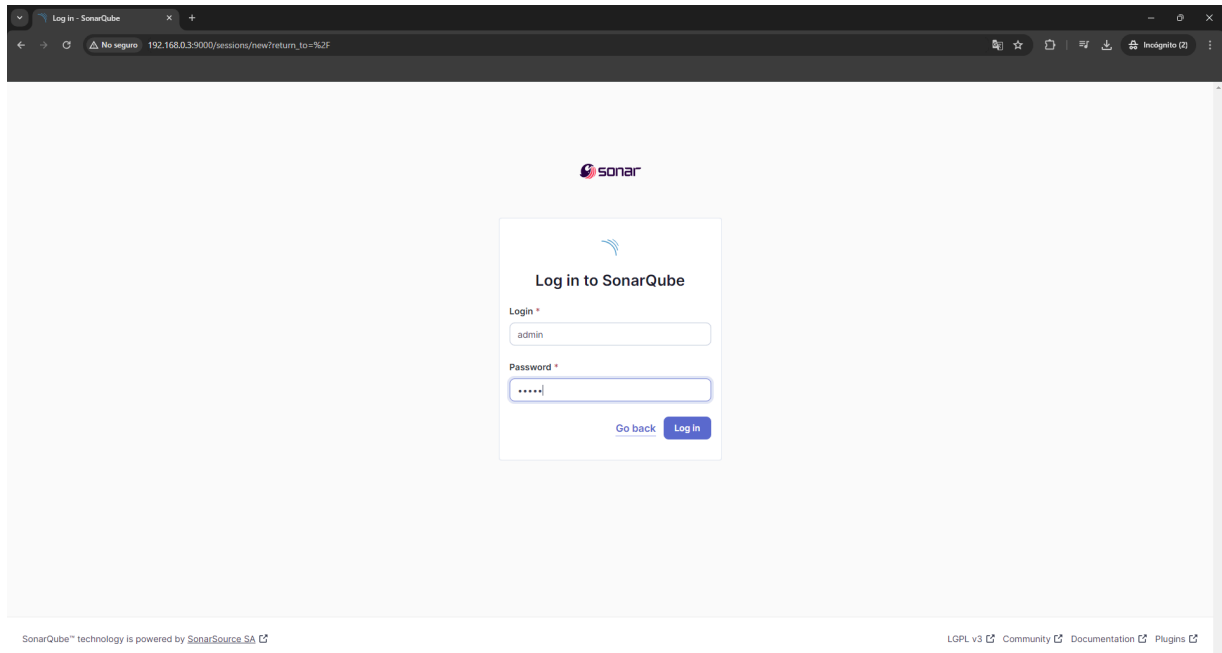 Log in - SonarQube
No seguro 192.168.0.3:9000/sessions/new?return_to=%2F
Incógnito (2)
sonar
Log in to SonarQube
Login *
admin
Password *
•••••
Go back Log in
SonarQube™ technology is powered by SonarSource SA LGPL v3 Community Documentation Plugins